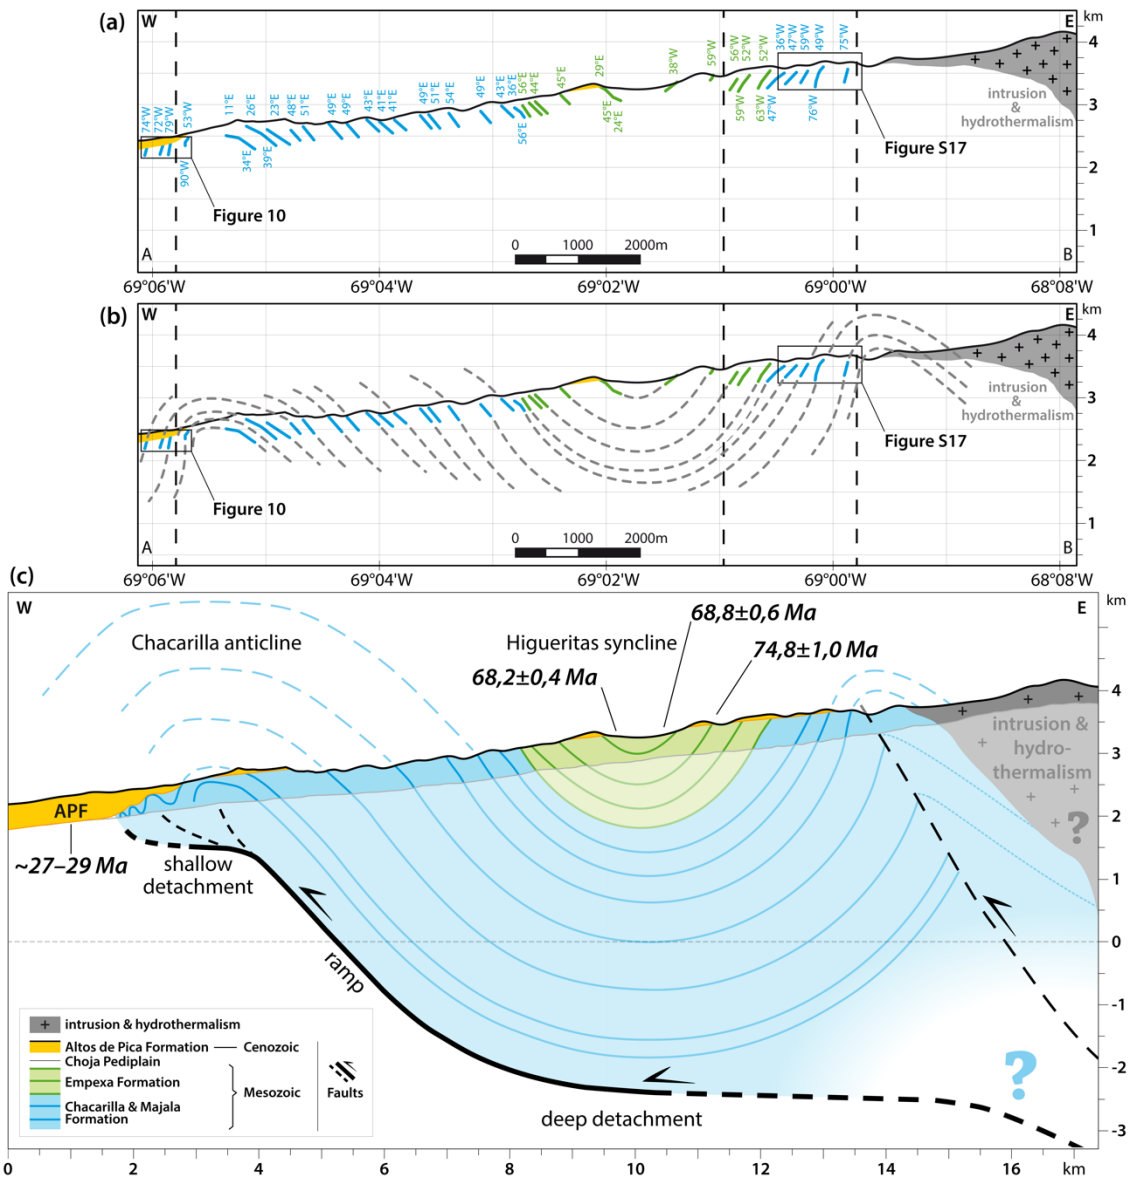 (a)
W
E
km
74°W
72°W
79°W
53°W
90°W
11°E
26°E
23°E
48°E
51°E
34°E
39°E
49°E
49°E
43°E
41°E
41°E
49°E
51°E
54°E
49°E
43°E
36°E
56°E
44°E
56°E
45°E
29°E
45°E
24°E
38°W
59°W
56°W
52°W
52°W
59°W
63°W
47°W
36°W
47°W
59°W
49°W
75°W
76°W
4
3
2
1
intrusion
&
hydrothermalism
Figure S17
Figure 10
0 1000 2000m
A
B
69°06'W 69°04'W 69°02'W 69°00'W 68°08'W
(b)
W
E
4
3
2
1
intrusion
&
hydrothermalism
Figure S17
Figure 10
0 1000 2000m
A
B
69°06'W 69°04'W 69°02'W 69°00'W 68°08'W
(c)
W
E
km
Chacarilla anticline
Higueritas syncline
68,8±0,6 Ma
74,8±1,0 Ma
68,2±0,4 Ma
intrusion &
hydro-
thermalism
?
APF
~27–29 Ma
shallow
detachment
ramp
deep detachment
?
4
3
2
1
0
-1
-2
-3
intrusion & hydrothermalism
Altos de Pica Formation
Cenozoic
Choja Pediplain
Empexa Formation
Mesozoic
Chacarilla & Majala
Formation
Faults
0 2 4 6 8 10 12 14 16 km